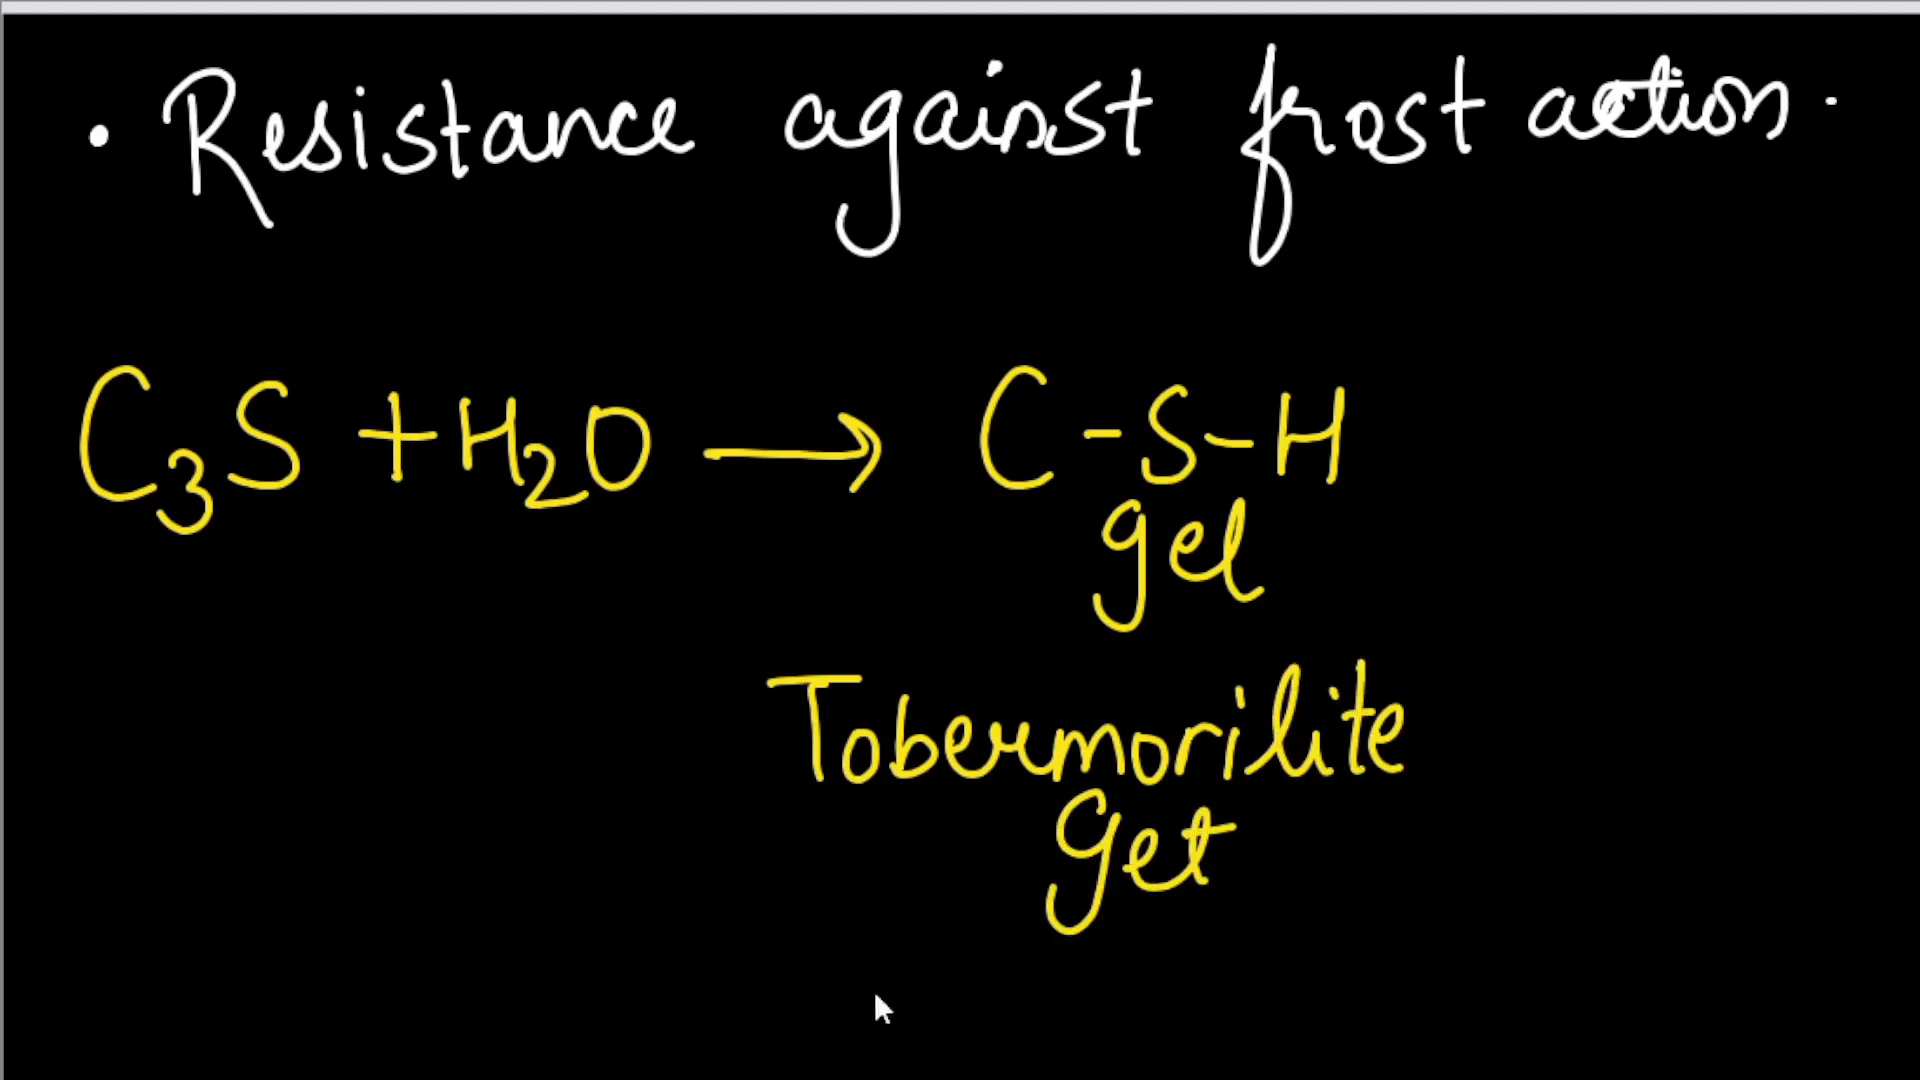 • Resistance against frost action.
C₃S + H₂O → C-S-H
gel
Tobermorilite
Get